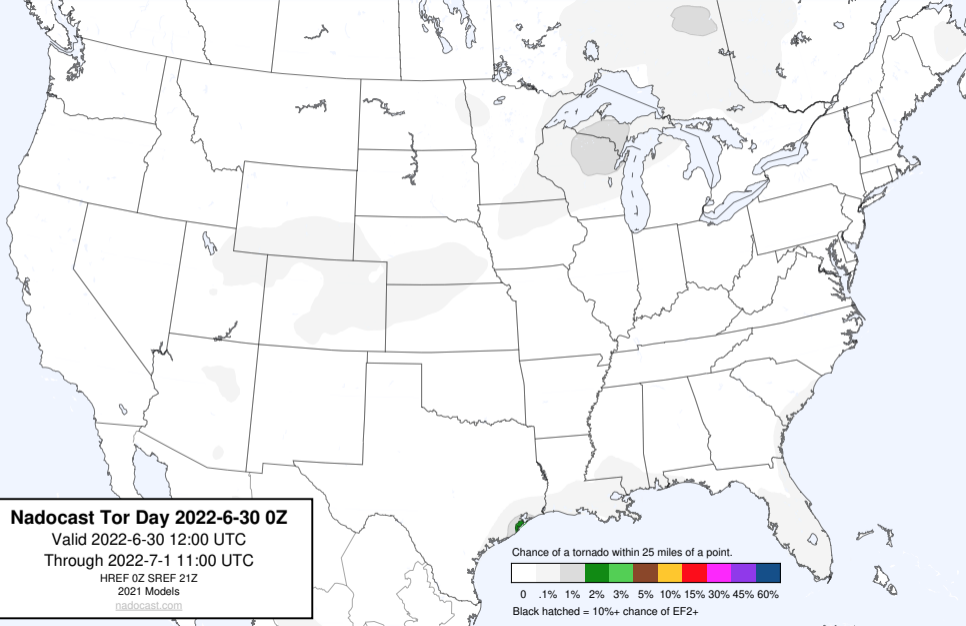 Nadocast Tor Day 2022-6-30 0Z
Valid 2022-6-30 12:00 UTC
Through 2022-7-1 11:00 UTC
HREF 0Z SREF 21Z
2021 Models
nadocast.com
Chance of a tornado within 25 miles of a point.
0 .1% 1% 2% 3% 5% 10% 15% 30% 45% 60%
Black hatched = 10%+ chance of EF2+